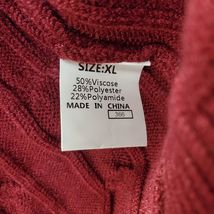 SIZE:XL
50%Viscose
28%Polyester
22%Polyamide
MADE IN CHINA
366